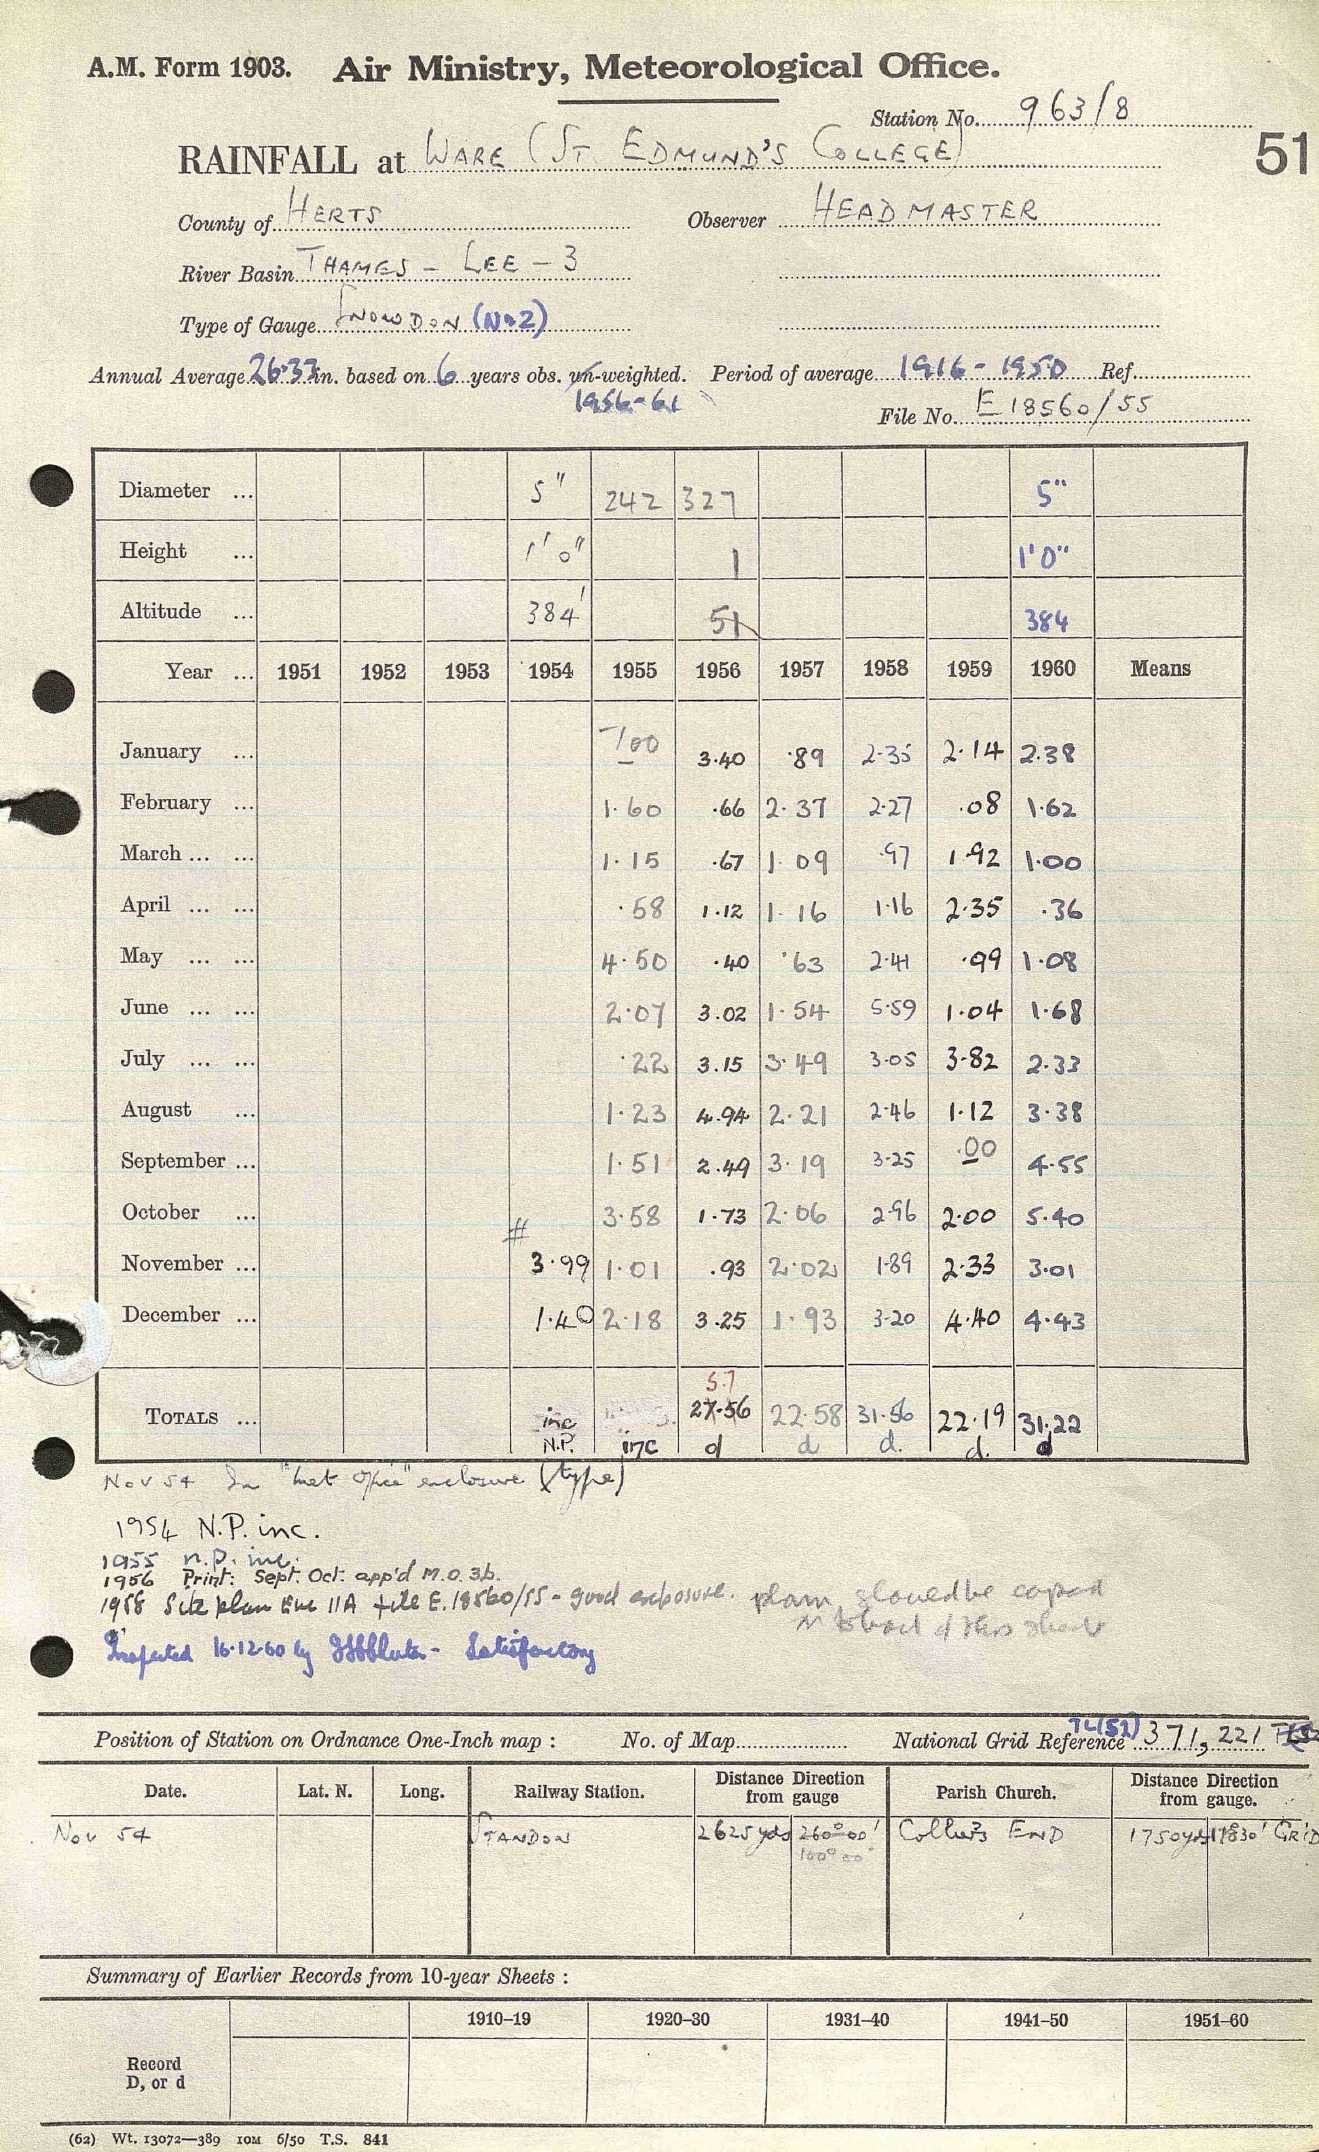 A.M. Form 1903. Air Ministry, Meteorological Office.
Station No. 963/8
RAINFALL at WARE (ST. EDMUND'S COLLEGE) 51
County of HERTS Observer HEADMASTER
River Basin THAMES - LEE - 3
Type of Gauge SNOWDON (No2)
Annual Average 26.33 in. based on 6 years obs. un-weighted. Period of average 1916 - 1950 Ref.
1956-61
File No. E 18560/55
Diameter ... 5" 242 327 5"
Height ... 1'0" 1 1'0"
Altitude ... 384' 51 384
Year ... 1951 1952 1953 1954 1955 1956 1957 1958 1959 1960 Means
January ... 00 3.40 .89 2.35 2.14 2.38
February ... 1.60 .66 2.37 2.27 .08 1.62
March ... ... 1.15 .67 1.09 .97 1.92 1.00
April ... ... .58 1.12 1.16 1.16 2.35 .36
May ... ... 4.50 .40 .63 2.41 .99 1.08
June ... ... 2.07 3.02 1.54 5.59 1.04 1.68
July ... ... .22 3.15 3.49 3.05 3.82 2.33
August ... 1.23 4.94 2.21 2.46 1.12 3.38
September ... 1.51 2.49 3.19 3.25 .00 4.55
October ... 3.58 1.73 2.06 2.96 2.00 5.40
#
November ... 3.99 1.01 .93 2.02 1.89 2.33 3.01
December ... 1.40 2.18 3.25 1.93 3.20 4.40 4.43
5.7
TOTALS ... inc 27.56 22.58 31.56 22.19 31.22
N.P. inc d d d. d. d
Nov 54 In "Met Office" enclosure (type)
1954 N.P. inc.
1955 n.p. inc.
1956 Print: Sept. Oct: app'd M.O.3b.
1958 Site plan Enc 11A file E.18560/55 - good exposure. plan should be copied
to back of this sheet
Inspected 16.12.60 by - Satisfactory
Position of Station on Ordnance One-Inch map : No. of Map National Grid Reference TL(52) 371, 221
Date. Lat. N. Long. Railway Station. Distance Direction from gauge Parish Church. Distance Direction from gauge.
Nov 54 STANDON 2625 yds 260°00' Collier's END 1750 yds 178°30' GRID
100°00'
Summary of Earlier Records from 10-year Sheets :
1910–19 1920–30 1931–40 1941–50 1951–60
Record
D, or d
(62) Wt. 13072—389 10M 6/50 T.S. 841